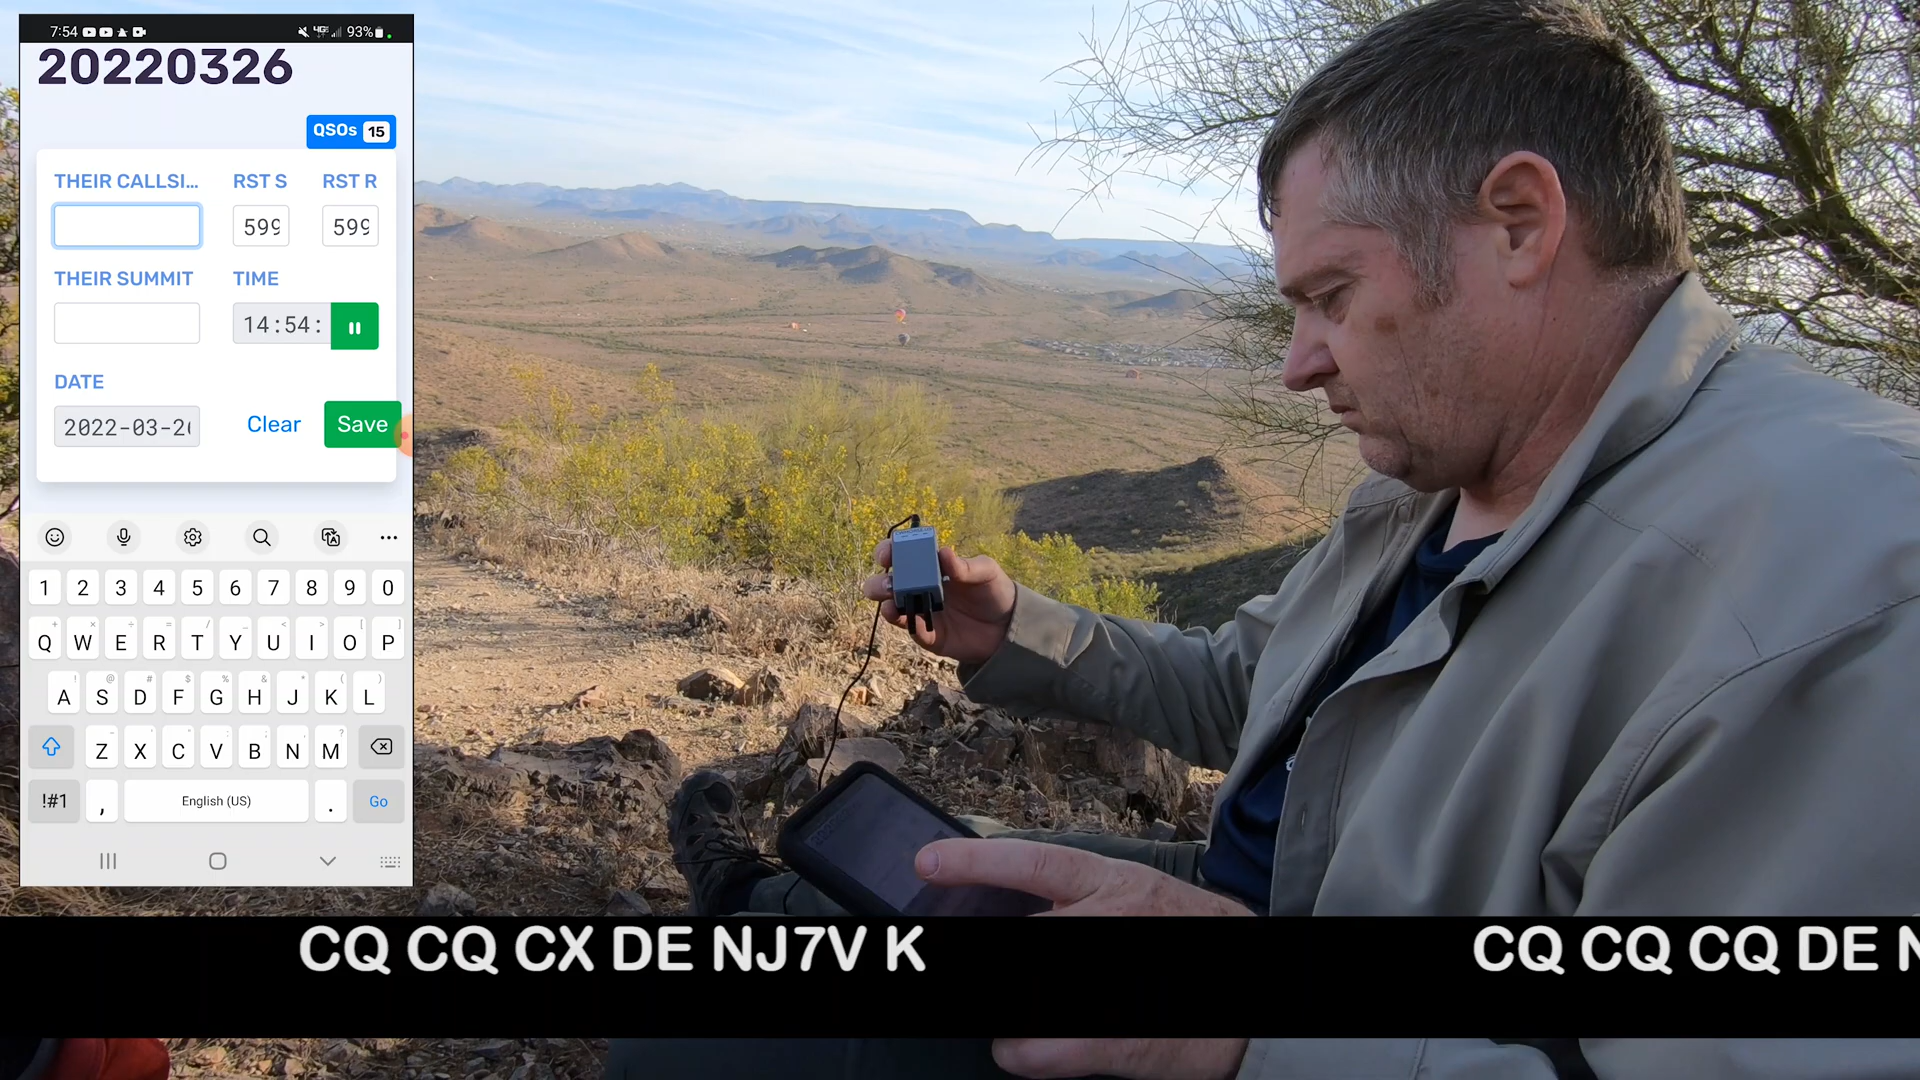 7:54 93%
20220326
QSOs 15
THEIR CALLSI... RST S RST R
599 599
THEIR SUMMIT TIME
14:54:
DATE
2022-03-2
Clear Save
1 2 3 4 5 6 7 8 9 0
Q W E R T Y U I O P
A S D F G H J K L
Z X C V B N M
!#1 , English (US) . Go
CQ CQ CX DE NJ7V K CQ CQ CQ DE N